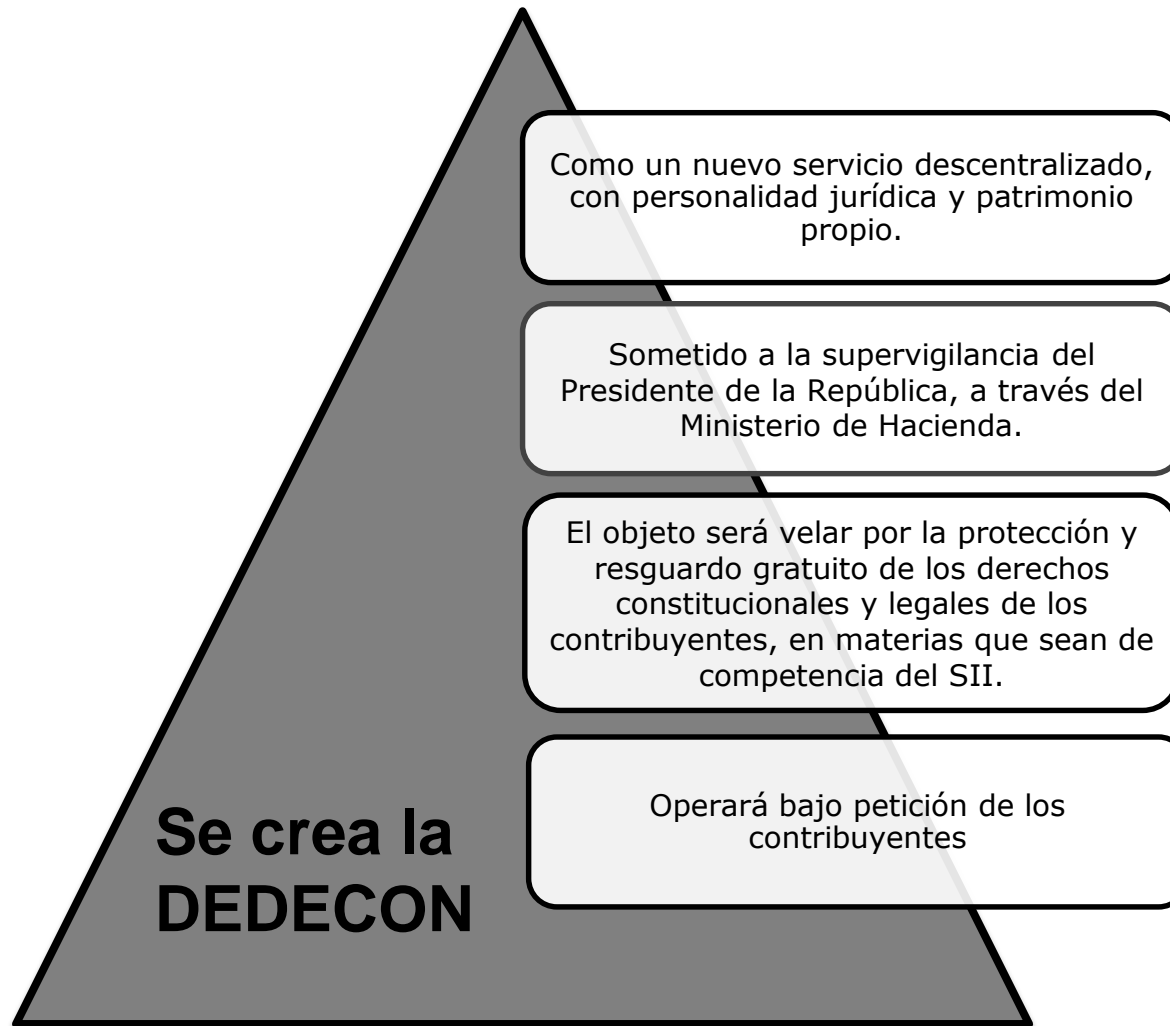 Como un nuevo servicio descentralizado,
con personalidad jurídica y patrimonio
propio.
Sometido a la supervigilancia del
Presidente de la República, a través del
Ministerio de Hacienda.
El objeto será velar por la protección y
resguardo gratuito de los derechos
constitucionales y legales de los
contribuyentes, en materias que sean de
competencia del SII.
Operará bajo petición de los
contribuyentes
Se crea la
DEDECON